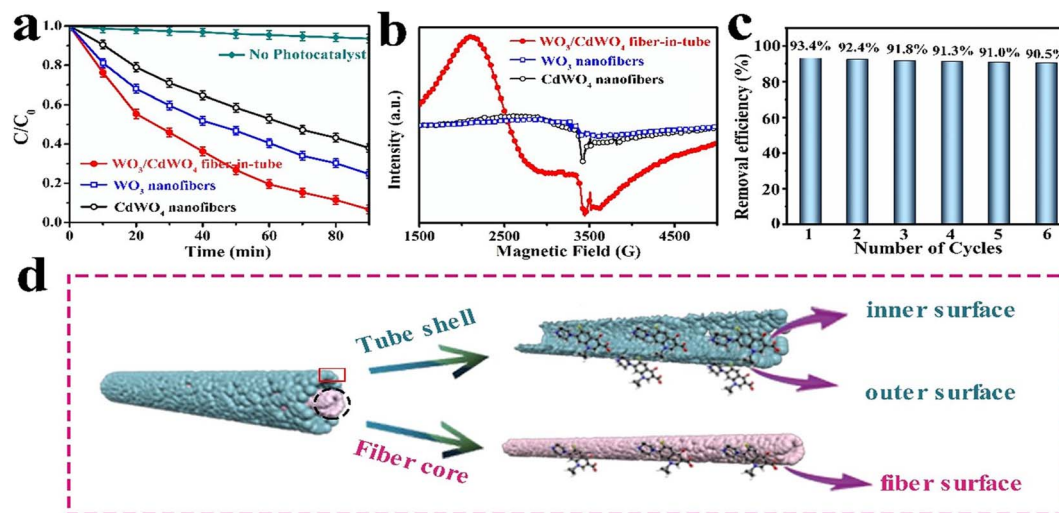 a
C/C₀
1.0
0.8
0.6
0.4
0.2
0.0
No Photocatalyst
WO₃/CdWO₄ fiber-in-tube
WO₃ nanofibers
CdWO₄ nanofibers
0 20 40 60 80
Time (min)
b
Intensity (a.u.)
WO₃/CdWO₄ fiber-in-tube
WO₃ nanofibers
CdWO₄ nanofibers
1500 2500 3500 4500
Magnetic Field (G)
c
Removal efficiency (%)
100
80
60
40
20
0
93.4% 92.4% 91.8% 91.3% 91.0% 90.5%
1 2 3 4 5 6
Number of Cycles
d
Tube shell
Fiber core
inner surface
outer surface
fiber surface